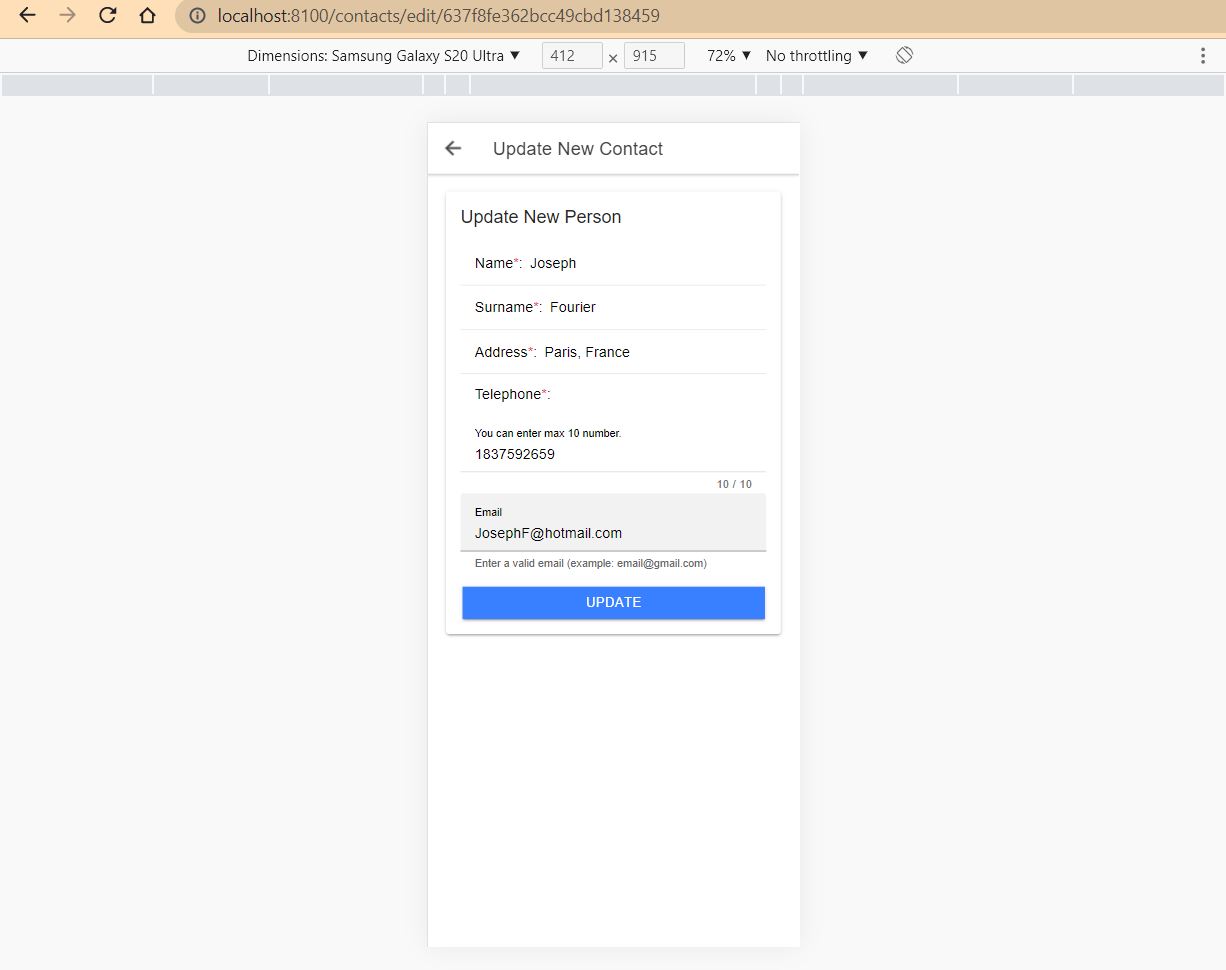 localhost:8100/contacts/edit/637f8fe362bcc49cbd138459
Dimensions: Samsung Galaxy S20 Ultra ▼ 412 × 915 72% ▼ No throttling ▼
Update New Contact
Update New Person
Name*: Joseph
Surname*: Fourier
Address*: Paris, France
Telephone*:
You can enter max 10 number.
1837592659
10 / 10
Email
JosephF@hotmail.com
Enter a valid email (example: email@gmail.com)
UPDATE